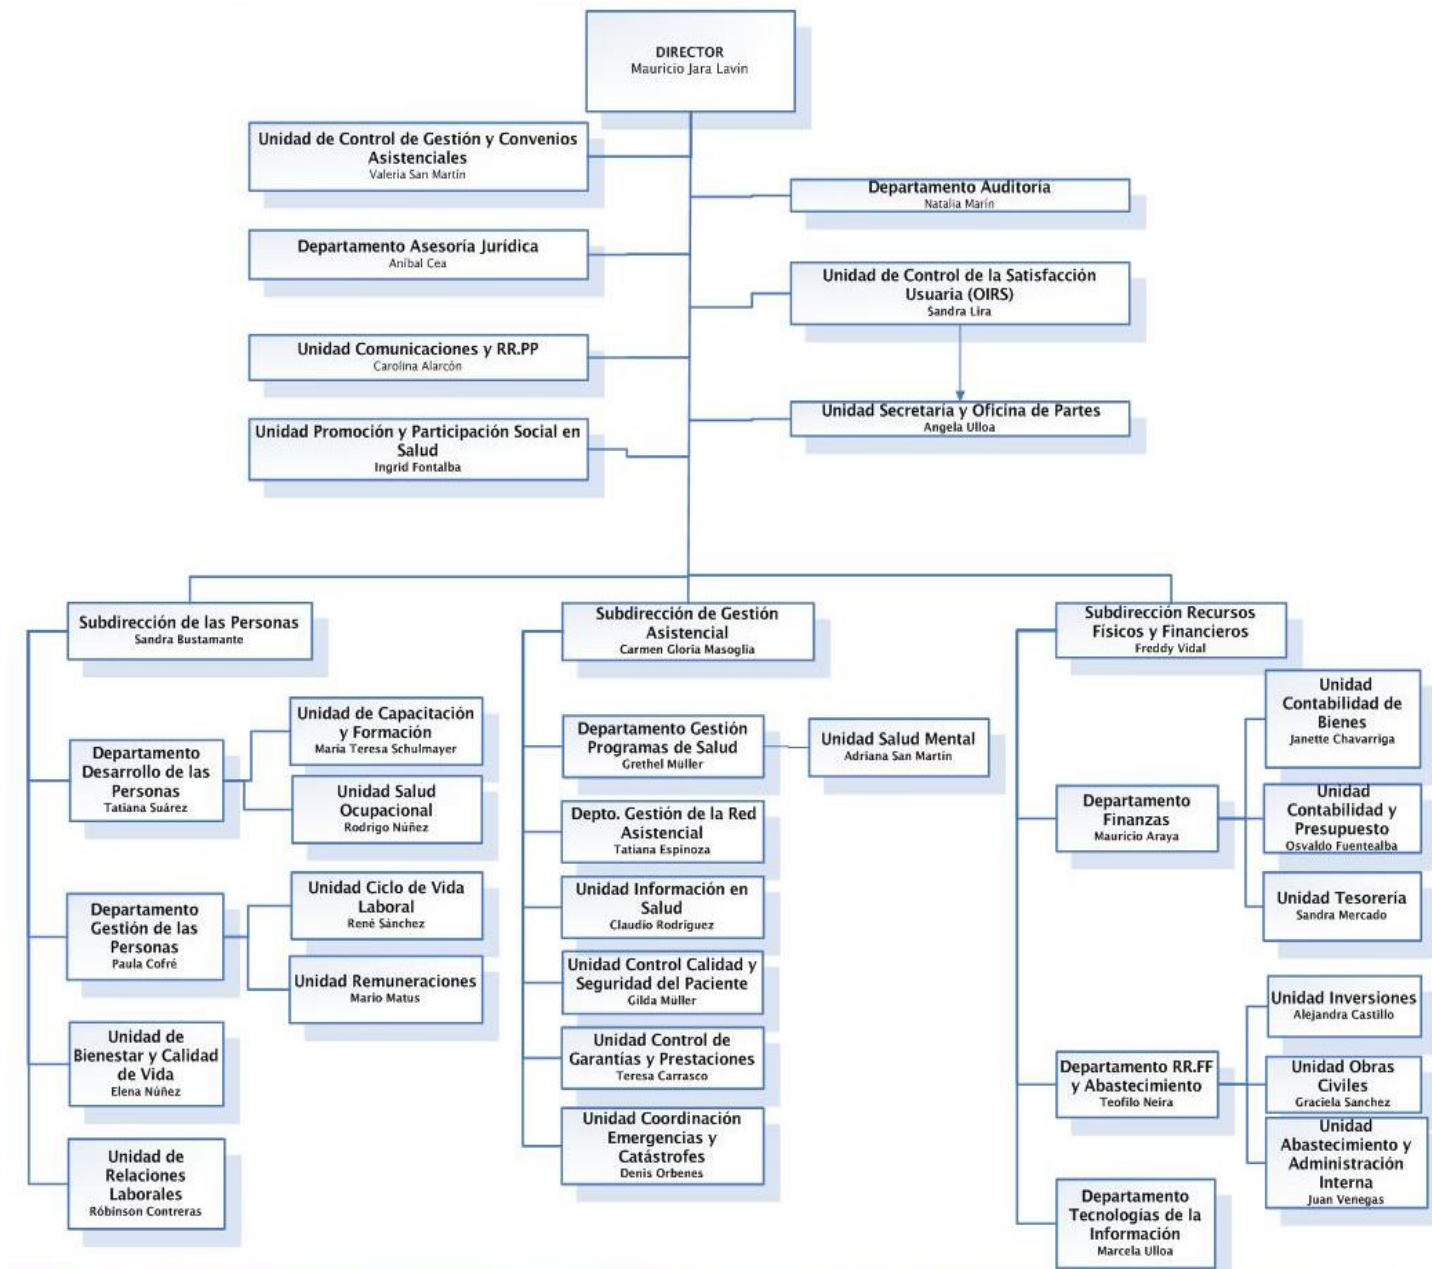 DIRECTOR
Mauricio Jara Lavin
Unidad de Control de Gestión y Convenios
Asistenciales
Valeria San Martín
Departamento Auditoría
Natalia Marín
Departamento Asesoría Jurídica
Aníbal Cea
Unidad de Control de la Satisfacción
Usuaria (OIRS)
Sandra Lira
Unidad Comunicaciones y RR.PP
Carolina Alarcón
Unidad Secretaría y Oficina de Partes
Angela Ulloa
Unidad Promoción y Participación Social en
Salud
Ingrid Fontalba
Subdirección de las Personas
Sandra Bustamante
Departamento
Desarrollo de las
Personas
Tatiana Suárez
Unidad de Capacitación
y Formación
María Teresa Schulmayer
Unidad Salud
Ocupacional
Rodrigo Núñez
Departamento
Gestión de las
Personas
Paula Cofré
Unidad Ciclo de Vida
Laboral
René Sánchez
Unidad Remuneraciones
Mario Matus
Unidad de
Bienestar y Calidad
de Vida
Elena Núñez
Unidad de
Relaciones
Laborales
Róbinson Contreras
Subdirección de Gestión
Asistencial
Carmen Gloria Masoglia
Departamento Gestión
Programas de Salud
Grethel Müller
Unidad Salud Mental
Adriana San Martín
Depto. Gestión de la Red
Asistencial
Tatiana Espinoza
Unidad Información en
Salud
Claudio Rodríguez
Unidad Control Calidad y
Seguridad del Paciente
Gilda Müller
Unidad Control de
Garantías y Prestaciones
Teresa Carrasco
Unidad Coordinación
Emergencias y
Catástrofes
Denis Orbenes
Subdirección Recursos
Físicos y Financieros
Freddy Vidal
Departamento
Finanzas
Mauricio Araya
Unidad
Contabilidad de
Bienes
Janette Chavarriga
Unidad
Contabilidad y
Presupuesto
Osvaldo Fuentealba
Unidad Tesorería
Sandra Mercado
Departamento RR.FF
y Abastecimiento
Teofilo Neira
Unidad Inversiones
Alejandra Castillo
Unidad Obras
Civiles
Graciela Sanchez
Unidad
Abastecimiento y
Administración
Interna
Juan Venegas
Departamento
Tecnologías de la
Información
Marcela Ulloa